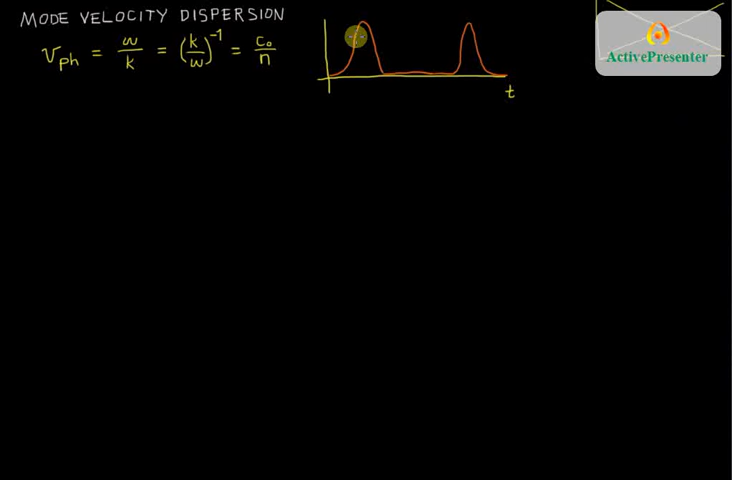 MODE VELOCITY DISPERSION
v_ph = ω/k = (k/ω)^-1 = c₀/n
t
ActivePresenter